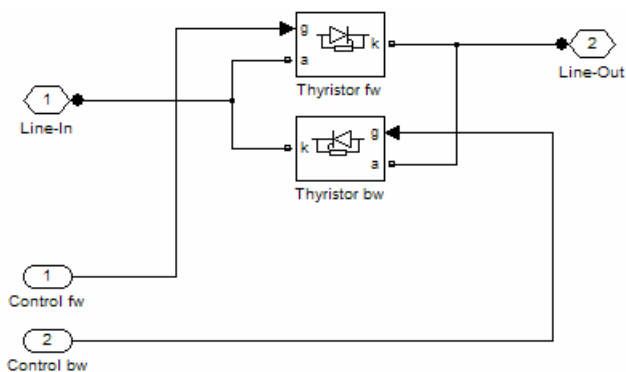 g
k
a
Thyristor fw
2
Line-Out
1
Line-In
g
k
a
Thyristor bw
1
Control fw
2
Control bw